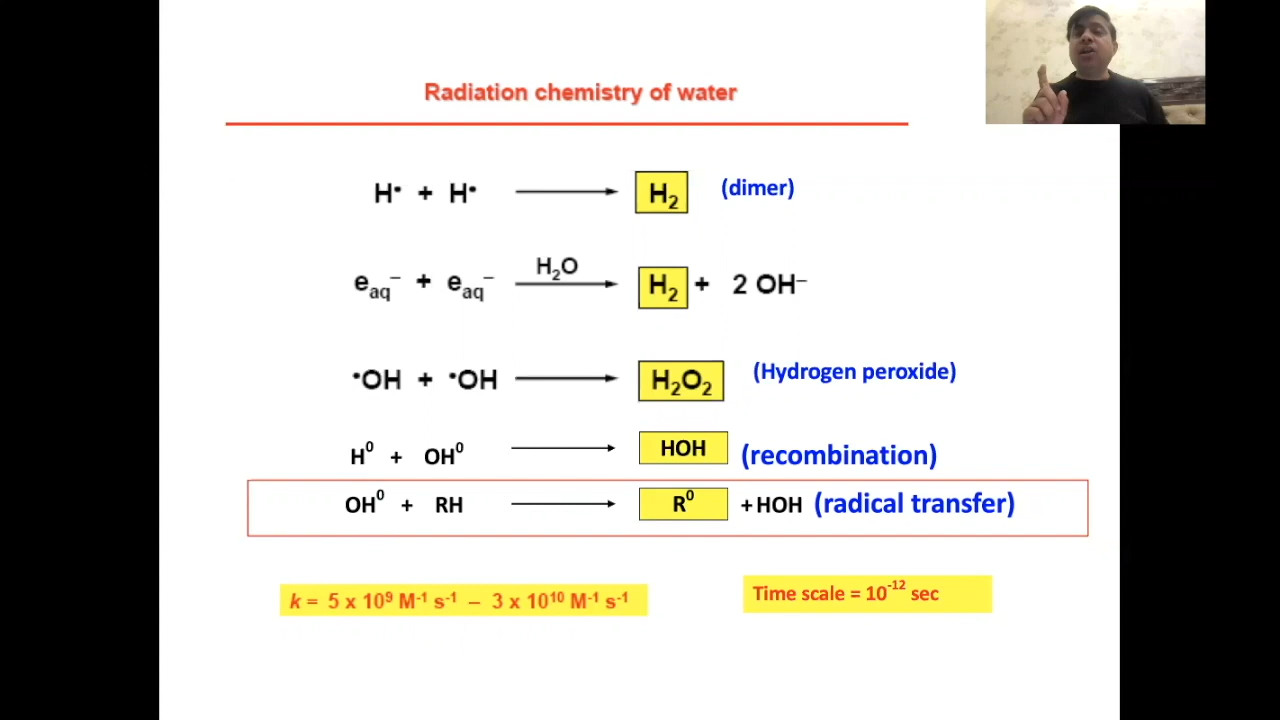 Radiation chemistry of water
H• + H• ⟶ H₂ (dimer)
eaq⁻ + eaq⁻ ⟶ H₂O H₂ + 2 OH⁻
•OH + •OH ⟶ H₂O₂ (Hydrogen peroxide)
H⁰ + OH⁰ ⟶ HOH (recombination)
OH⁰ + RH ⟶ R⁰ + HOH (radical transfer)
k = 5 x 10⁹ M⁻¹ s⁻¹ – 3 x 10¹⁰ M⁻¹ s⁻¹
Time scale = 10⁻¹² sec